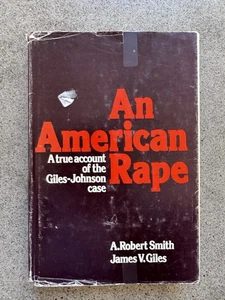 An
American
Rape
A true account
of the
Giles-Johnson
case
A. Robert Smith
James V. Giles